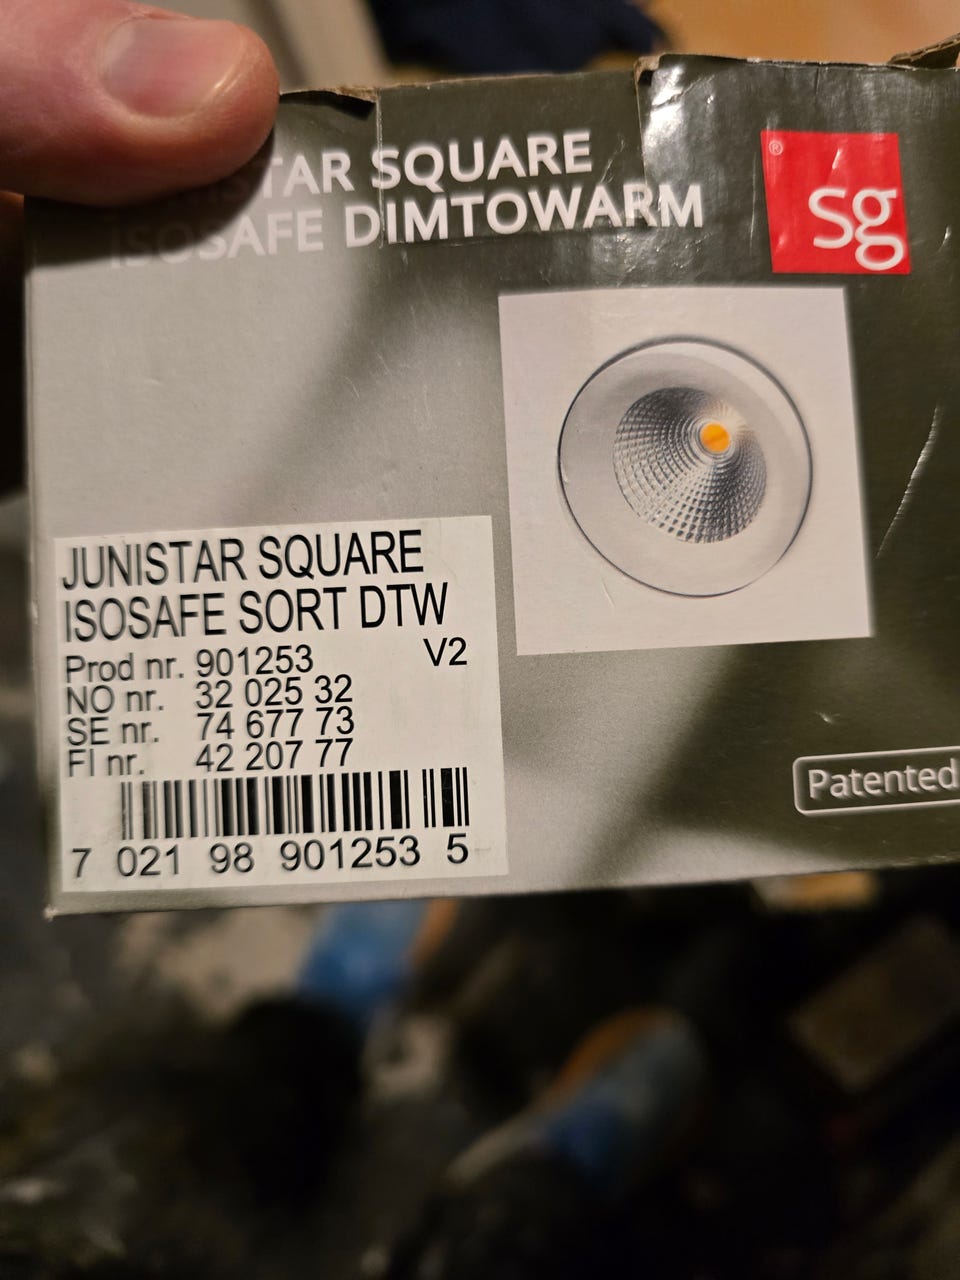 JUNISTAR SQUARE
ISOSAFE DIMTOWARM
®
sg
JUNISTAR SQUARE
ISOSAFE SORT DTW
Prod nr. 901253 V2
NO nr. 32 025 32
SE nr. 74 677 73
FI nr. 42 207 77
7 021 98 901253 5
Patented